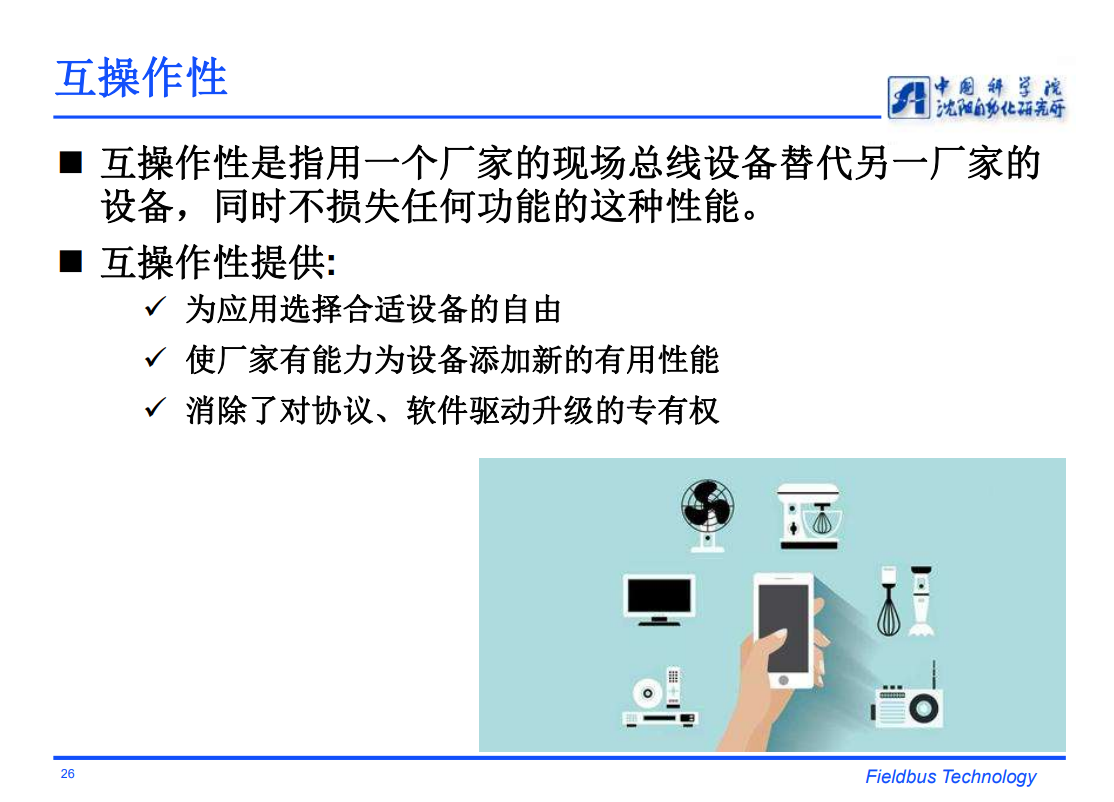 互操作性
中国科学院
沈阳自动化研究所
互操作性是指用一个厂家的现场总线设备替代另一厂家的
设备，同时不损失任何功能的这种性能。
互操作性提供:
为应用选择合适设备的自由
使厂家有能力为设备添加新的有用性能
消除了对协议、软件驱动升级的专有权
26
Fieldbus Technology